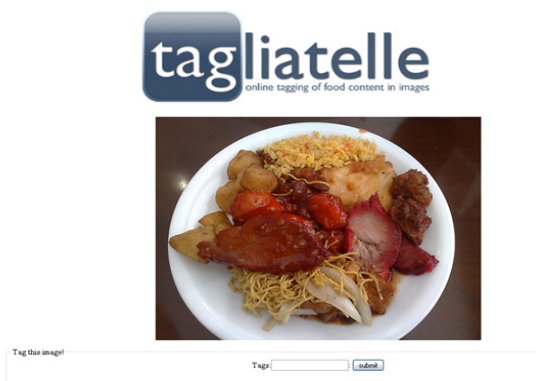 tagliatelle
online tagging of food content in images
Tag this image!
Tags: : submit